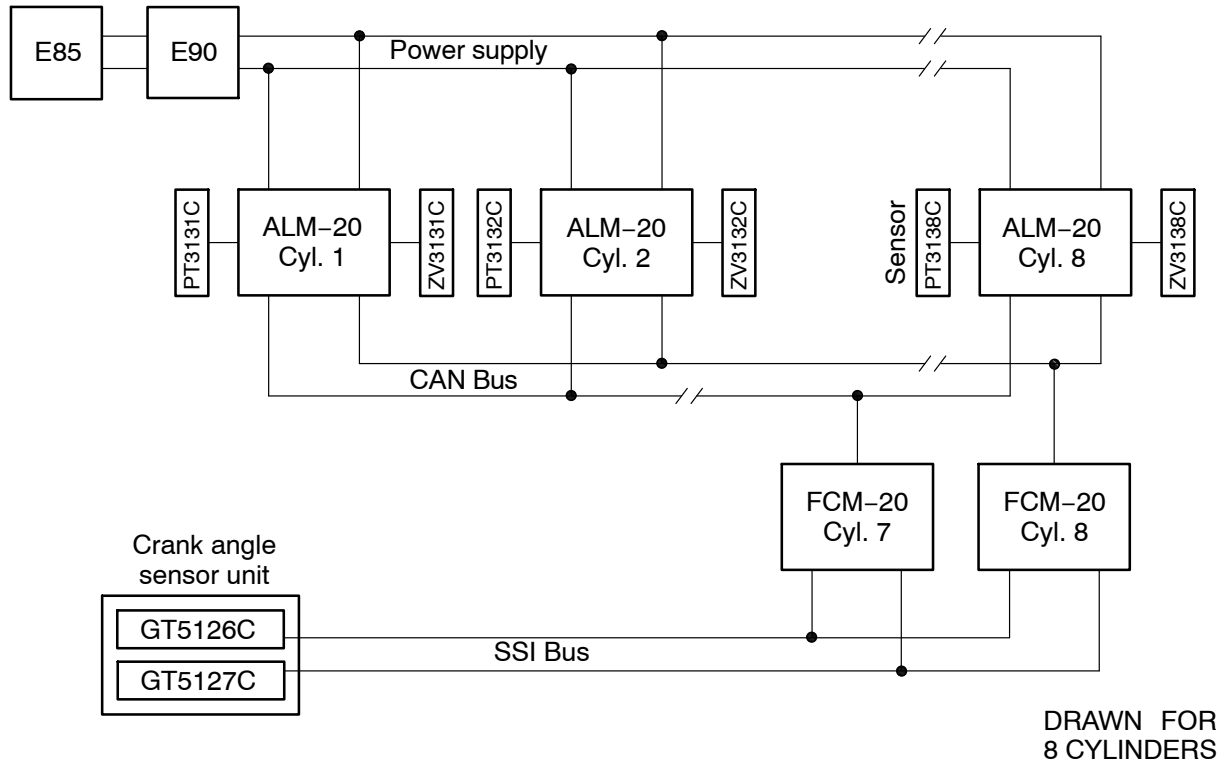 E85
E90
Power supply
PT3131C
ALM−20
Cyl. 1
ZV3131C
PT3132C
ALM−20
Cyl. 2
ZV3132C
Sensor
PT3138C
ALM−20
Cyl. 8
ZV3138C
CAN Bus
FCM−20
Cyl. 7
FCM−20
Cyl. 8
Crank angle
sensor unit
GT5126C
GT5127C
SSI Bus
DRAWN FOR
8 CYLINDERS